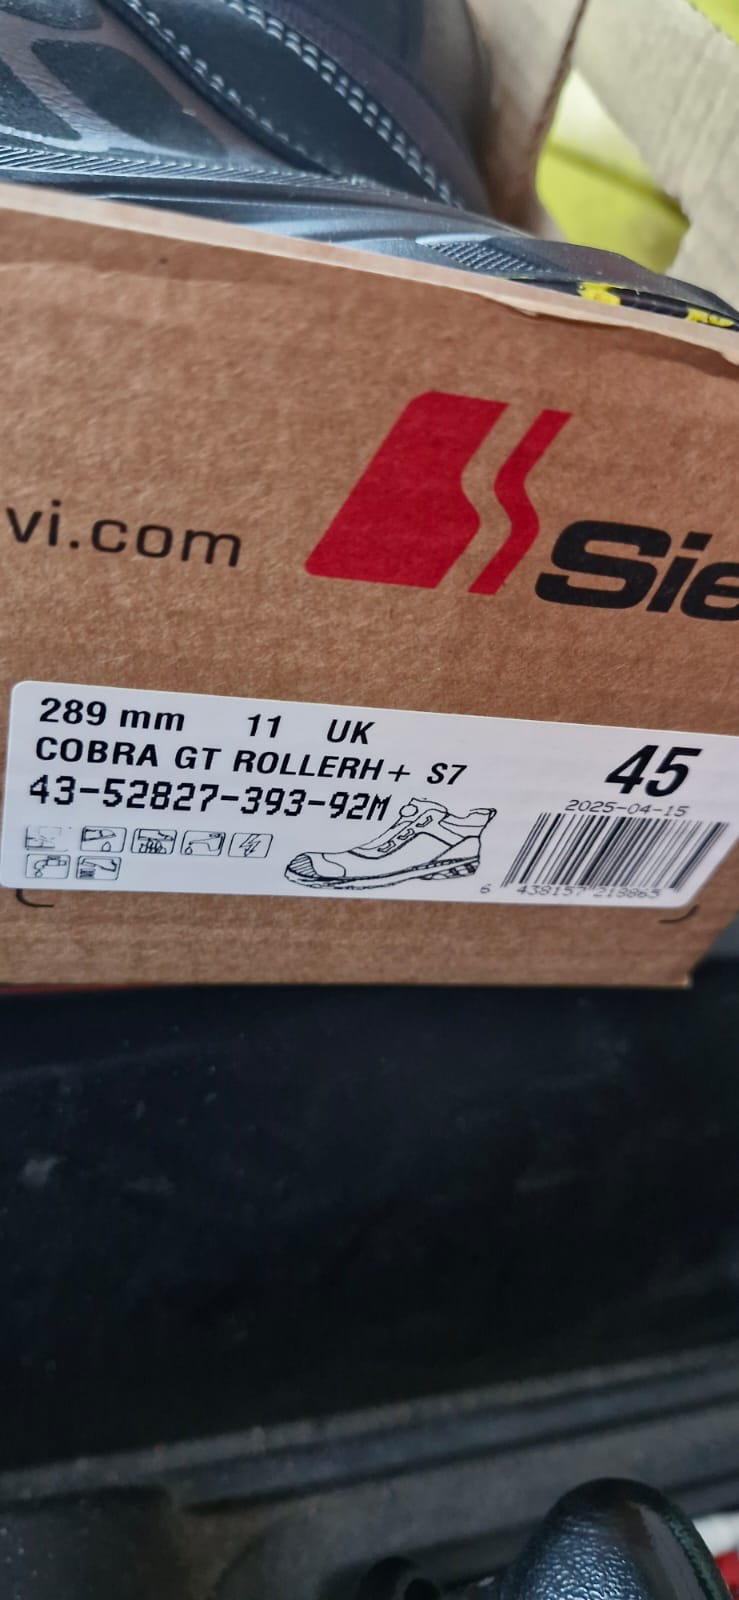 vi.com
Sie
289 mm 11 UK
COBRA GT ROLLERH+ S7
45
43-52827-393-92M
2025-04-15
6 438157 218865